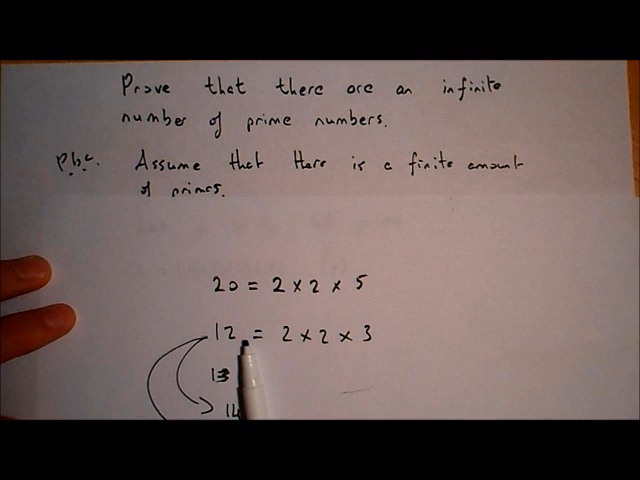 Prove that there are an infinite
number of prime numbers.
P.b.c. Assume that there is a finite amount
of primes.
20 = 2 × 2 × 5
12 = 2 × 2 × 3
13
14